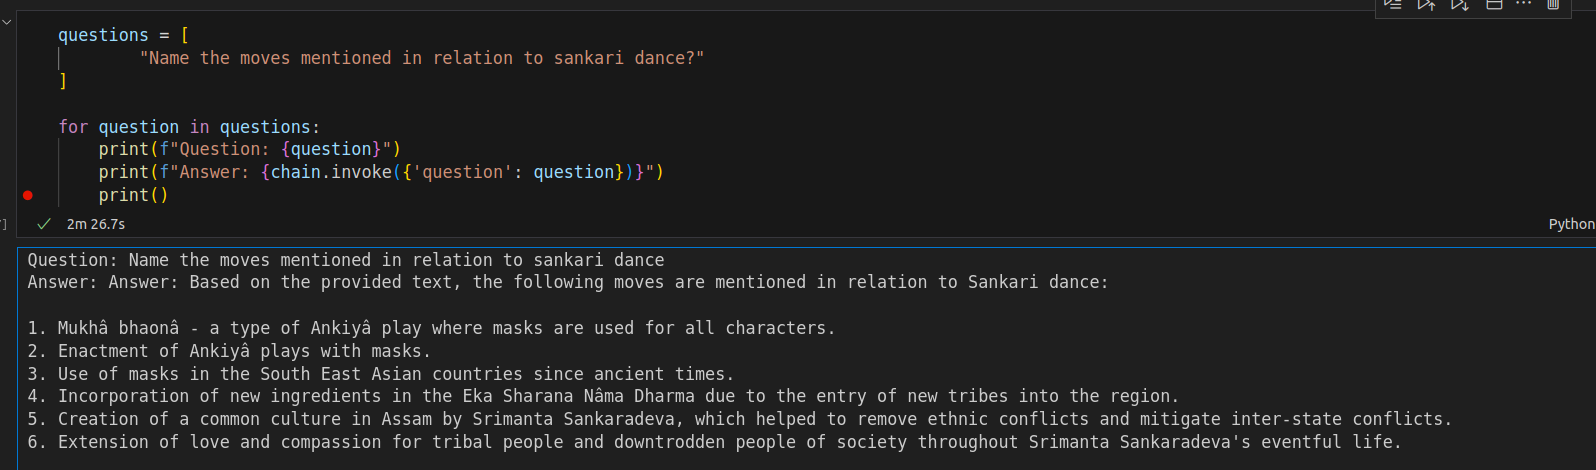 questions = [
"Name the moves mentioned in relation to sankari dance?"
]
for question in questions:
print(f"Question: {question}")
print(f"Answer: {chain.invoke({'question': question})}")
print()
2m 26.7s
Python
Question: Name the moves mentioned in relation to sankari dance
Answer: Answer: Based on the provided text, the following moves are mentioned in relation to Sankari dance:
1. Mukhâ bhaonâ - a type of Ankiyâ play where masks are used for all characters.
2. Enactment of Ankiyâ plays with masks.
3. Use of masks in the South East Asian countries since ancient times.
4. Incorporation of new ingredients in the Eka Sharana Nâma Dharma due to the entry of new tribes into the region.
5. Creation of a common culture in Assam by Srimanta Sankaradeva, which helped to remove ethnic conflicts and mitigate inter-state conflicts.
6. Extension of love and compassion for tribal people and downtrodden people of society throughout Srimanta Sankaradeva's eventful life.